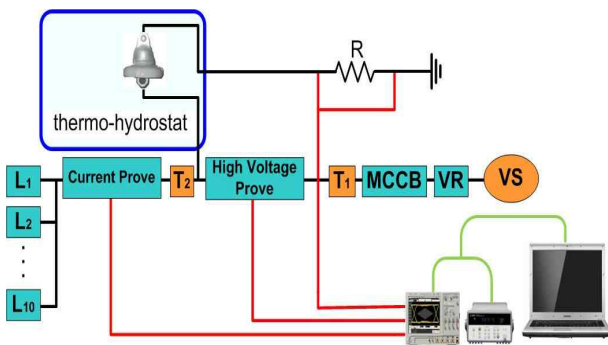 R
thermo-hydrostat
L1
Current Prove
T2
High Voltage
Prove
T1
MCCB
VR
VS
L2
L10